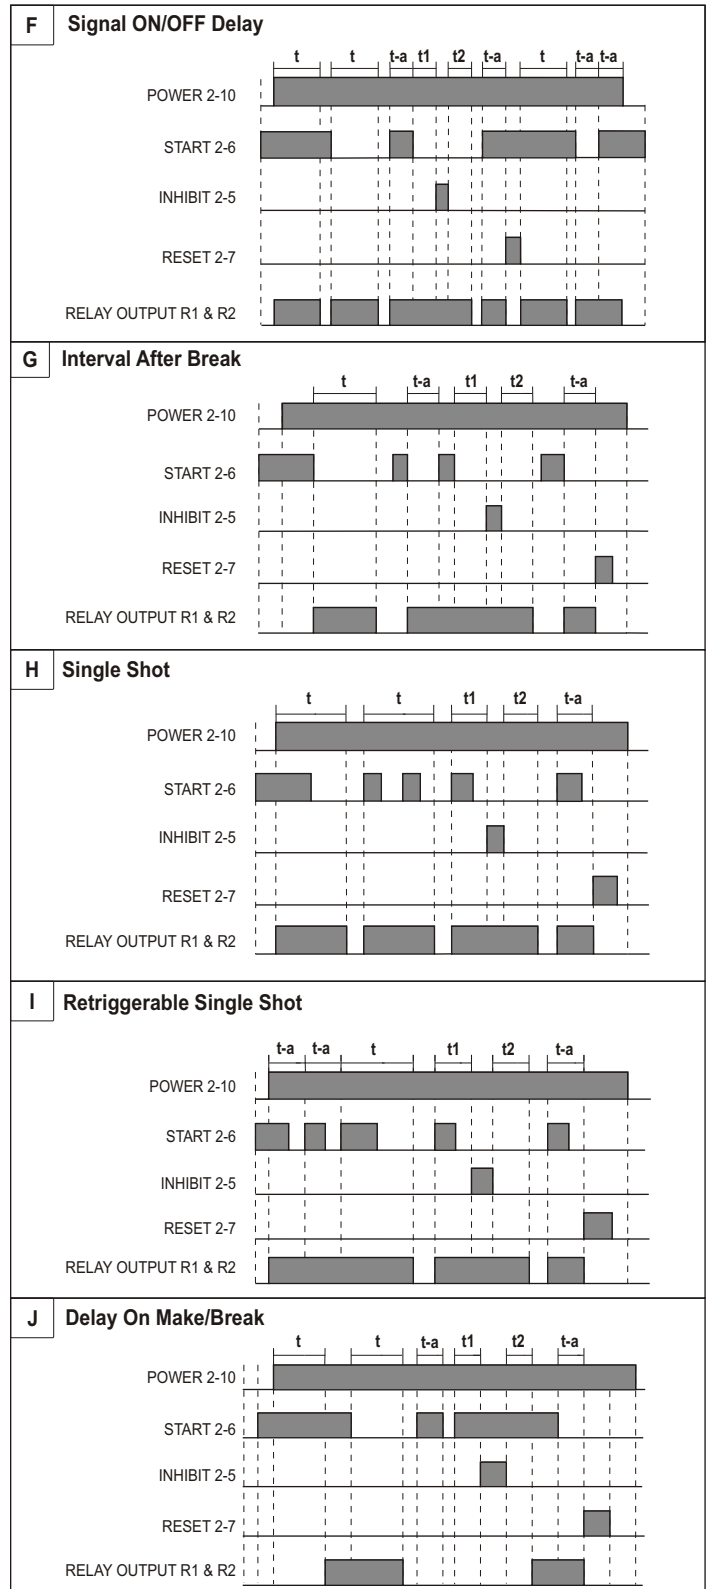 F Signal ON/OFF Delay
t t t-a t1 t2 t-a t t-a t-a
POWER 2-10
START 2-6
INHIBIT 2-5
RESET 2-7
RELAY OUTPUT R1 & R2
G Interval After Break
t t-a t1 t2 t-a
POWER 2-10
START 2-6
INHIBIT 2-5
RESET 2-7
RELAY OUTPUT R1 & R2
H Single Shot
t t t1 t2 t-a
POWER 2-10
START 2-6
INHIBIT 2-5
RESET 2-7
RELAY OUTPUT R1 & R2
I Retriggerable Single Shot
t-a t-a t t1 t2 t-a
POWER 2-10
START 2-6
INHIBIT 2-5
RESET 2-7
RELAY OUTPUT R1 & R2
J Delay On Make/Break
t t t-a t1 t2 t-a
POWER 2-10
START 2-6
INHIBIT 2-5
RESET 2-7
RELAY OUTPUT R1 & R2